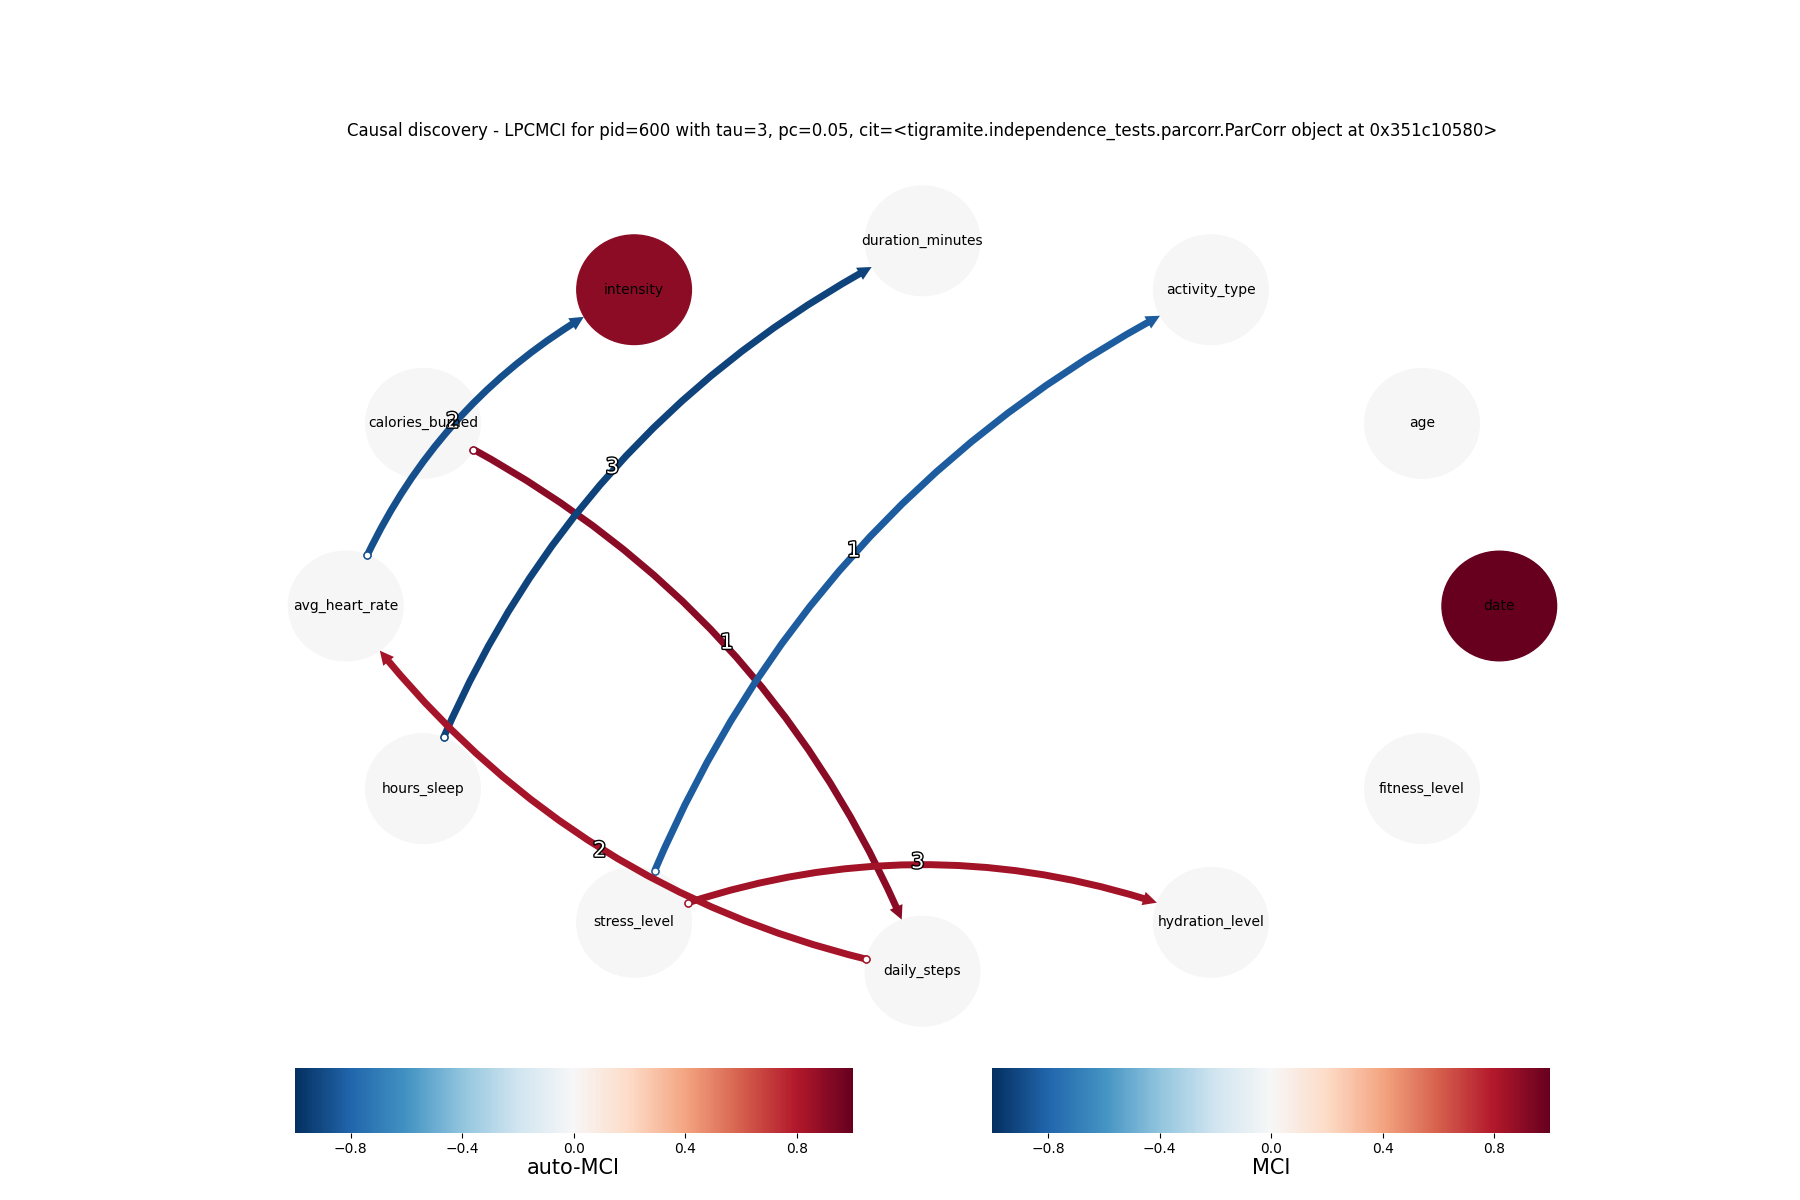 Causal discovery - LPCMCI for pid=600 with tau=3, pc=0.05, cit=<tigramite.independence_tests.parcorr.ParCorr object at 0x351c10580>
duration_minutes
intensity
activity_type
calories_burned
2
age
3
1
avg_heart_rate
date
1
hours_sleep
fitness_level
2
3
stress_level
hydration_level
daily_steps
−0.8 −0.4 0.0 0.4 0.8
auto-MCI
−0.8 −0.4 0.0 0.4 0.8
MCI